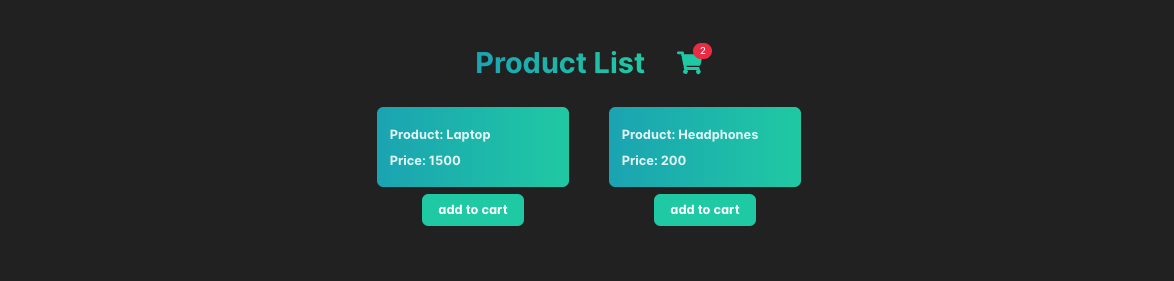 Product List
2
Product: Laptop
Price: 1500
add to cart
Product: Headphones
Price: 200
add to cart